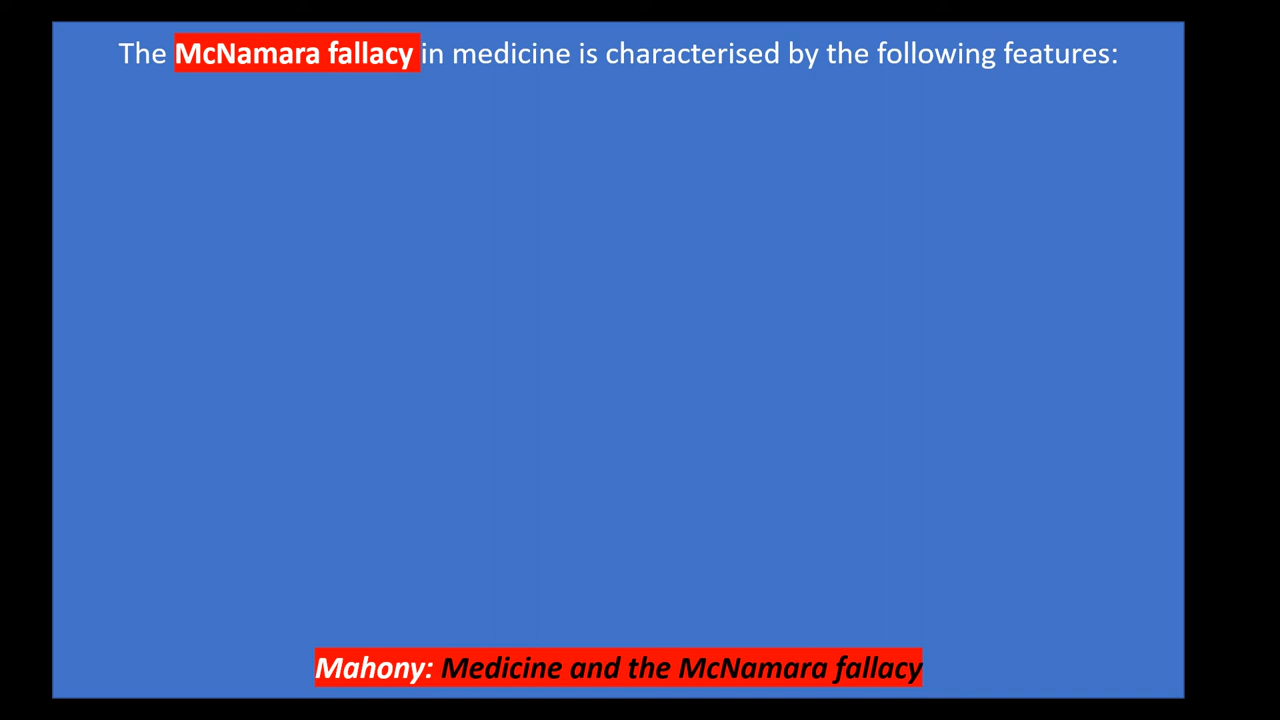 The McNamara fallacy in medicine is characterised by the following features:
Mahony: Medicine and the McNamara fallacy